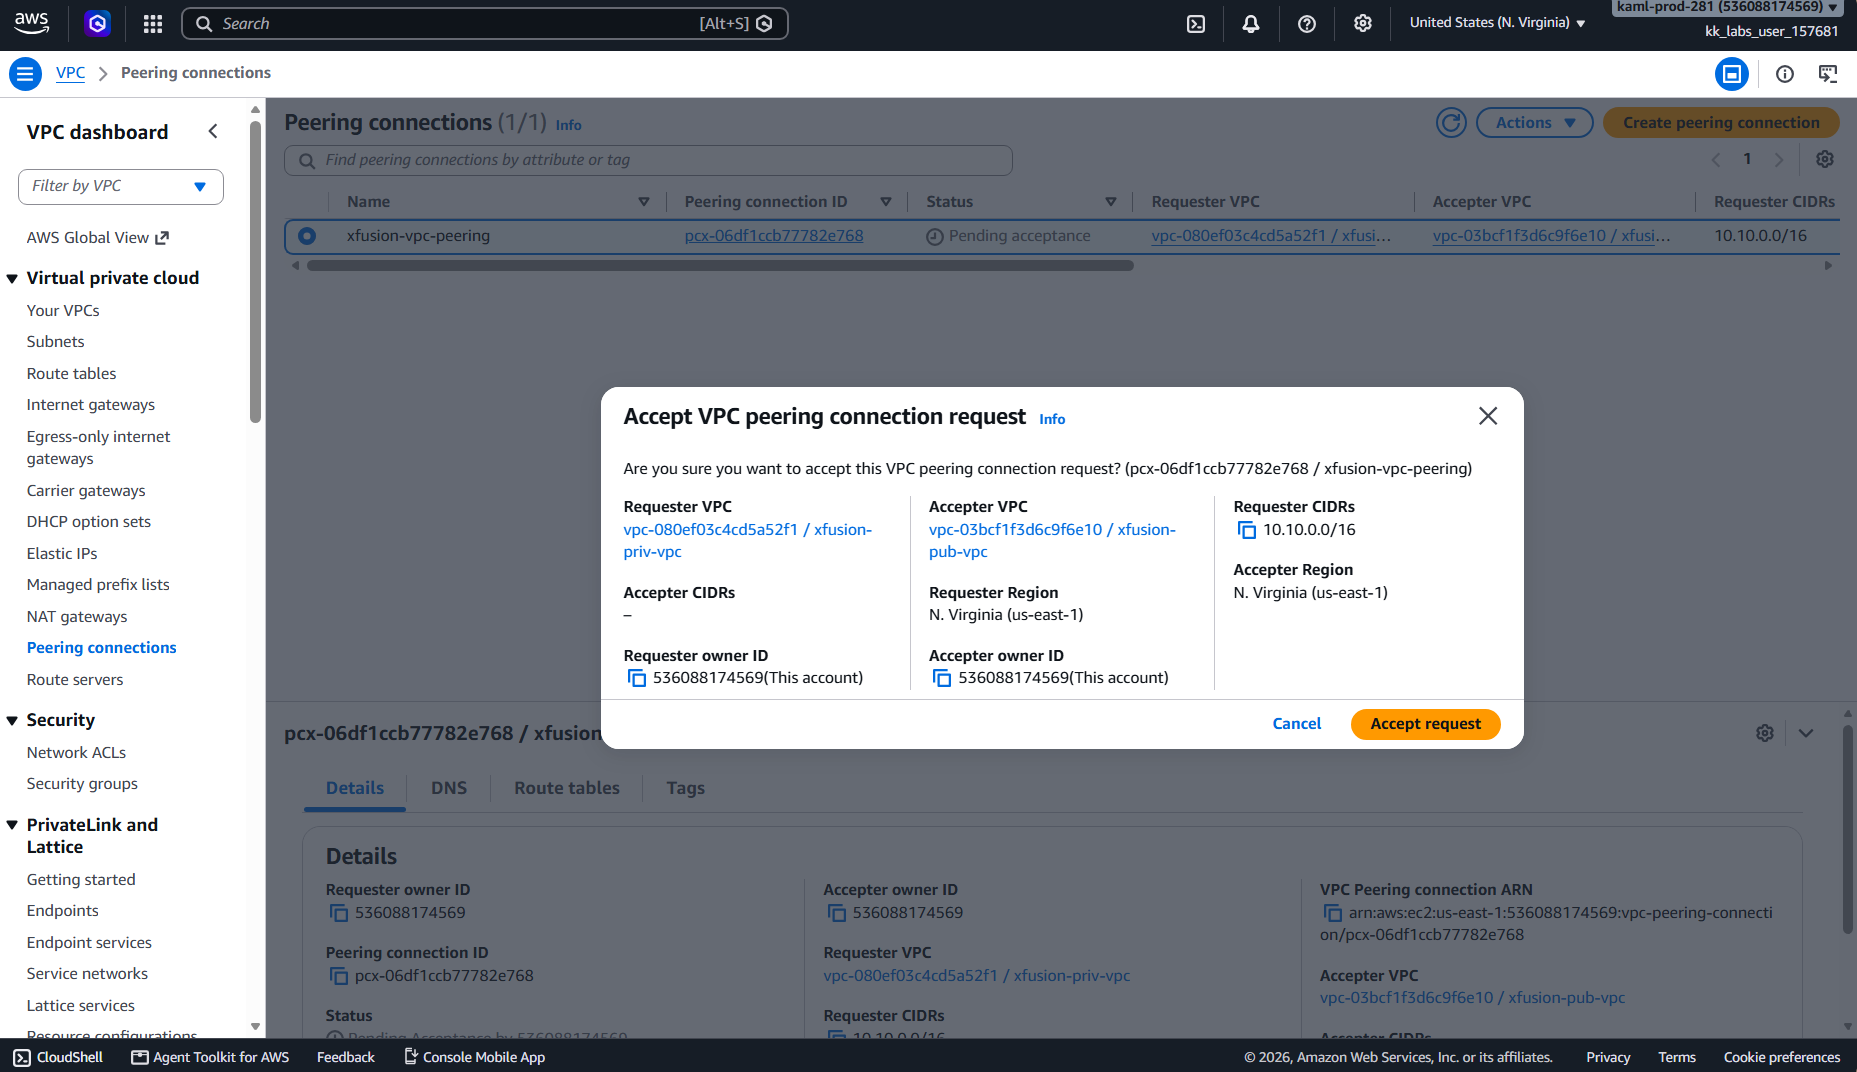 aws
Search
[Alt+S]
United States (N. Virginia)
kaml-prod-281 (536088174569)
kk_labs_user_157681
VPC
Peering connections
VPC dashboard
Filter by VPC
AWS Global View
Virtual private cloud
Your VPCs
Subnets
Route tables
Internet gateways
Egress-only internet
gateways
Carrier gateways
DHCP option sets
Elastic IPs
Managed prefix lists
NAT gateways
Peering connections
Route servers
Security
Network ACLs
Security groups
PrivateLink and
Lattice
Getting started
Endpoints
Endpoint services
Service networks
Lattice services
Resource configurations
Peering connections (1/1) Info
Actions
Create peering connection
Find peering connections by attribute or tag
1
Name Peering connection ID Status Requester VPC Accepter VPC Requester CIDRs
xfusion-vpc-peering pcx-06df1ccb77782e768 Pending acceptance vpc-080ef03c4cd5a52f1 / xfusi... vpc-03bcf1f3d6c9f6e10 / xfusi... 10.10.0.0/16
Accept VPC peering connection request Info
Are you sure you want to accept this VPC peering connection request? (pcx-06df1ccb77782e768 / xfusion-vpc-peering)
Requester VPC
vpc-080ef03c4cd5a52f1 / xfusion-
priv-vpc
Accepter CIDRs
–
Requester owner ID
536088174569(This account)
Accepter VPC
vpc-03bcf1f3d6c9f6e10 / xfusion-
pub-vpc
Requester Region
N. Virginia (us-east-1)
Accepter owner ID
536088174569(This account)
Requester CIDRs
10.10.0.0/16
Accepter Region
N. Virginia (us-east-1)
Cancel
Accept request
pcx-06df1ccb77782e768 / xfusion
Details
DNS
Route tables
Tags
Details
Requester owner ID
536088174569
Peering connection ID
pcx-06df1ccb77782e768
Status
Pending Acceptance by 536088174569
Accepter owner ID
536088174569
Requester VPC
vpc-080ef03c4cd5a52f1 / xfusion-priv-vpc
Requester CIDRs
10.10.0.0/16
VPC Peering connection ARN
arn:aws:ec2:us-east-1:536088174569:vpc-peering-connecti
on/pcx-06df1ccb77782e768
Accepter VPC
vpc-03bcf1f3d6c9f6e10 / xfusion-pub-vpc
Accepter CIDRs
CloudShell
Agent Toolkit for AWS
Feedback
Console Mobile App
© 2026, Amazon Web Services, Inc. or its affiliates.
Privacy
Terms
Cookie preferences